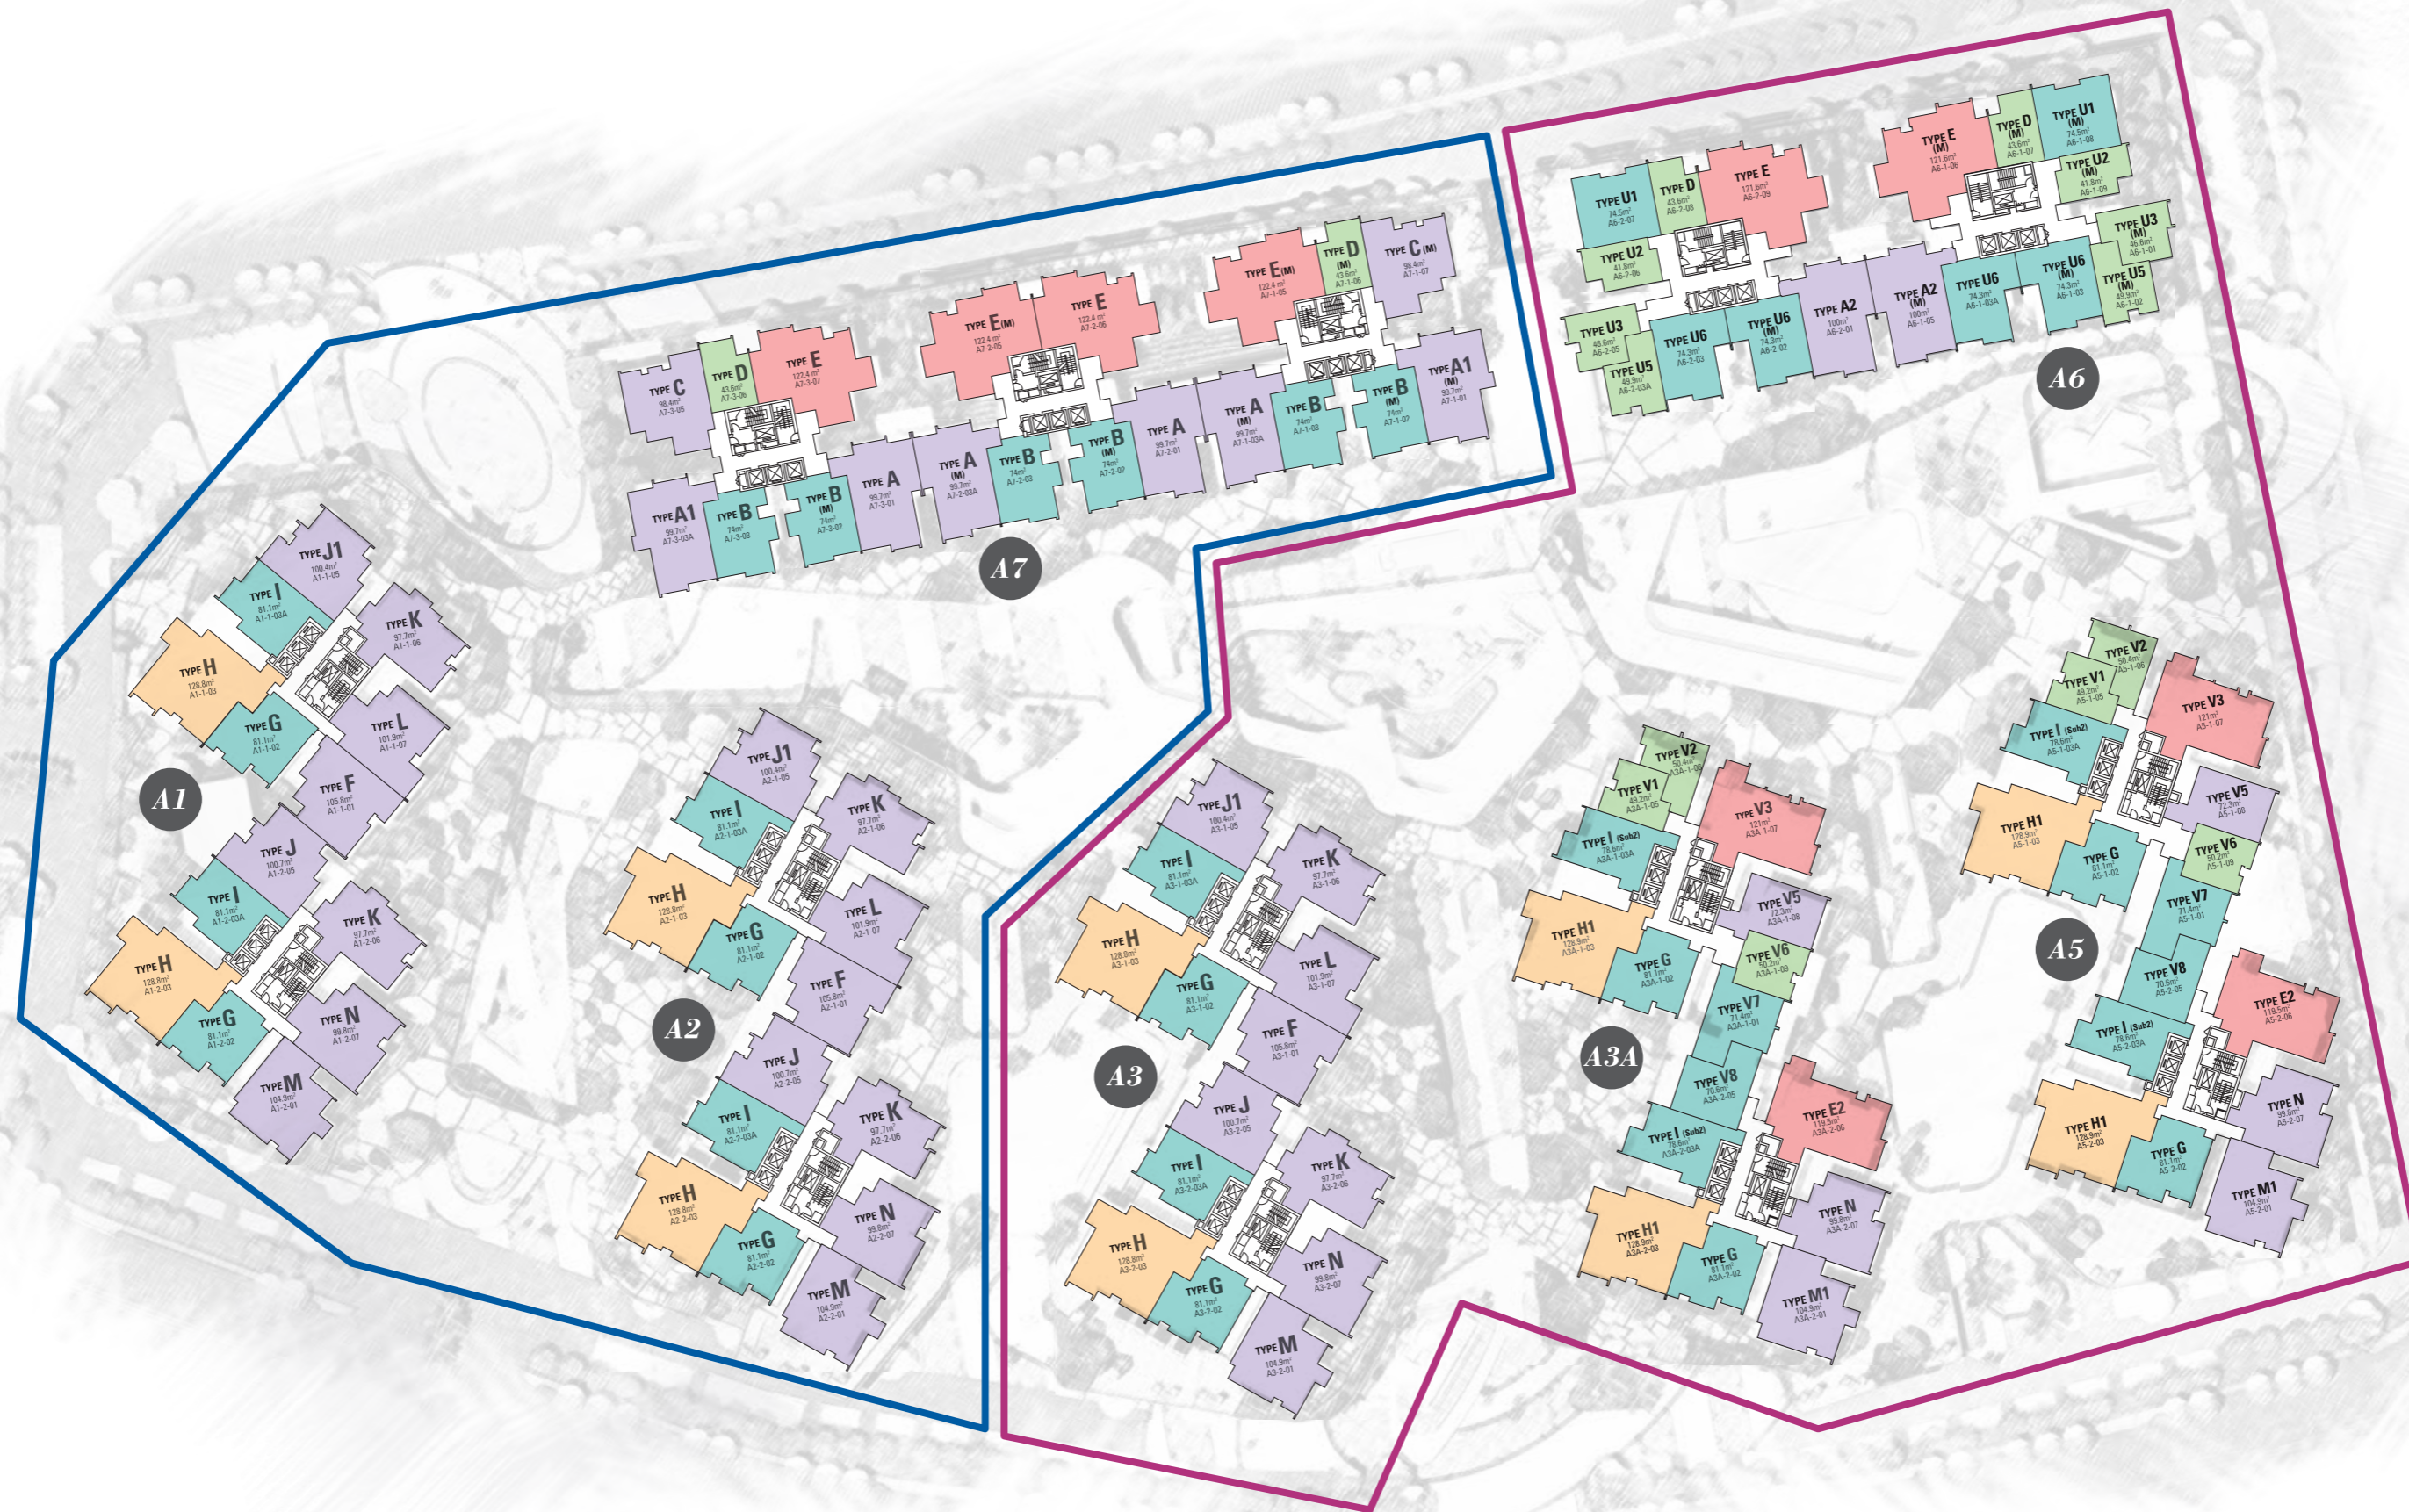 TYPE C
98.4m²
A7-3-05
TYPE D
43.6m²
A7-3-06
TYPE E
122.4 m²
A7-3-07
TYPE A1
99.7m²
A7-3-03A
TYPE B
74m²
A7-3-03
TYPE B
(M)
74m²
A7-3-02
TYPE A
99.7m²
A7-3-01
TYPE E(M)
122.4 m²
A7-2-05
TYPE E
122.4 m²
A7-2-06
TYPE A
(M)
99.7m²
A7-2-03A
TYPE B
74m²
A7-2-03
TYPE B
(M)
74m²
A7-2-02
TYPE A
99.7m²
A7-2-01
TYPE E(M)
122.4 m²
A7-1-05
TYPE D
(M)
43.6m²
A7-1-06
TYPE C (M)
98.4m²
A7-1-07
TYPE A
(M)
99.7m²
A7-1-03A
TYPE B
74m²
A7-1-03
TYPE B
(M)
74m²
A7-1-02
TYPE A1
(M)
99.7m²
A7-1-01
A7
TYPE U1
74.5m²
A6-2-07
TYPE D
43.6m²
A6-2-08
TYPE E
121.6m²
A6-2-09
TYPE U2
41.8m²
A6-2-06
TYPE U3
46.6m²
A6-2-05
TYPE U5
49.9m²
A6-2-03A
TYPE U6
74.3m²
A6-2-03
TYPE U6
(M)
74.3m²
A6-2-02
TYPE A2
100m²
A6-2-01
TYPE E
(M)
121.6m²
A6-1-06
TYPE D
(M)
43.6m²
A6-1-07
TYPE U1
(M)
74.5m²
A6-1-08
TYPE U2
(M)
41.8m²
A6-1-09
TYPE U3
(M)
46.6m²
A6-1-01
TYPE U5
(M)
49.9m²
A6-1-02
TYPE U6
(M)
74.3m²
A6-1-03
TYPE U6
74.3m²
A6-1-03A
TYPE A2
(M)
100m²
A6-1-05
A6
TYPE J1
100.4m²
A1-1-05
TYPE I
81.1m²
A1-1-03A
TYPE K
97.7m²
A1-1-06
TYPE H
128.8m²
A1-1-03
TYPE G
81.1m²
A1-1-02
TYPE L
101.9m²
A1-1-07
TYPE F
105.8m²
A1-1-01
A1
TYPE J
100.7m²
A1-2-05
TYPE I
81.1m²
A1-2-03A
TYPE K
97.7m²
A1-2-06
TYPE H
128.8m²
A1-2-03
TYPE G
81.1m²
A1-2-02
TYPE N
99.8m²
A1-2-07
TYPE M
104.9m²
A1-2-01
TYPE J1
100.4m²
A2-1-05
TYPE I
81.1m²
A2-1-03A
TYPE K
97.7m²
A2-1-06
TYPE H
128.8m²
A2-1-03
TYPE G
81.1m²
A2-1-02
TYPE L
101.9m²
A2-1-07
TYPE F
105.8m²
A2-1-01
A2
TYPE J
100.7m²
A2-2-05
TYPE I
81.1m²
A2-2-03A
TYPE K
97.7m²
A2-2-06
TYPE H
128.8m²
A2-2-03
TYPE G
81.1m²
A2-2-02
TYPE N
99.8m²
A2-2-07
TYPE M
104.9m²
A2-2-01
TYPE J1
100.4m²
A3-1-05
TYPE I
81.1m²
A3-1-03A
TYPE K
97.7m²
A3-1-06
TYPE H
128.8m²
A3-1-03
TYPE G
81.1m²
A3-1-02
TYPE L
101.9m²
A3-1-07
TYPE F
105.8m²
A3-1-01
A3
TYPE J
100.7m²
A3-2-05
TYPE I
81.1m²
A3-2-03A
TYPE K
97.7m²
A3-2-06
TYPE H
128.8m²
A3-2-03
TYPE G
81.1m²
A3-2-02
TYPE N
99.8m²
A3-2-07
TYPE M
104.9m²
A3-2-01
TYPE V2
50.4m²
A3A-1-06
TYPE V1
49.2m²
A3A-1-05
TYPE V3
121m²
A3A-1-07
TYPE I (Sub2)
78.6m²
A3A-1-03A
TYPE H1
128.9m²
A3A-1-03
TYPE G
81.1m²
A3A-1-02
TYPE V5
72.3m²
A3A-1-08
TYPE V6
50.2m²
A3A-1-09
TYPE V7
71.4m²
A3A-1-01
A3A
TYPE V8
70.6m²
A3A-2-05
TYPE E2
119.5m²
A3A-2-06
TYPE I (Sub2)
78.6m²
A3A-2-03A
TYPE H1
128.9m²
A3A-2-03
TYPE G
81.1m²
A3A-2-02
TYPE N
99.8m²
A3A-2-07
TYPE M1
104.9m²
A3A-2-01
TYPE V2
50.4m²
A5-1-06
TYPE V1
49.2m²
A5-1-05
TYPE V3
121m²
A5-1-07
TYPE I (Sub2)
78.6m²
A5-1-03A
TYPE H1
128.9m²
A5-1-03
TYPE G
81.1m²
A5-1-02
TYPE V5
72.3m²
A5-1-08
TYPE V6
50.2m²
A5-1-09
TYPE V7
71.4m²
A5-1-01
A5
TYPE V8
70.6m²
A5-2-05
TYPE E2
119.5m²
A5-2-06
TYPE I (Sub2)
78.6m²
A5-2-03A
TYPE H1
128.9m²
A5-2-03
TYPE G
81.1m²
A5-2-02
TYPE N
99.8m²
A5-2-07
TYPE M1
104.9m²
A5-2-01